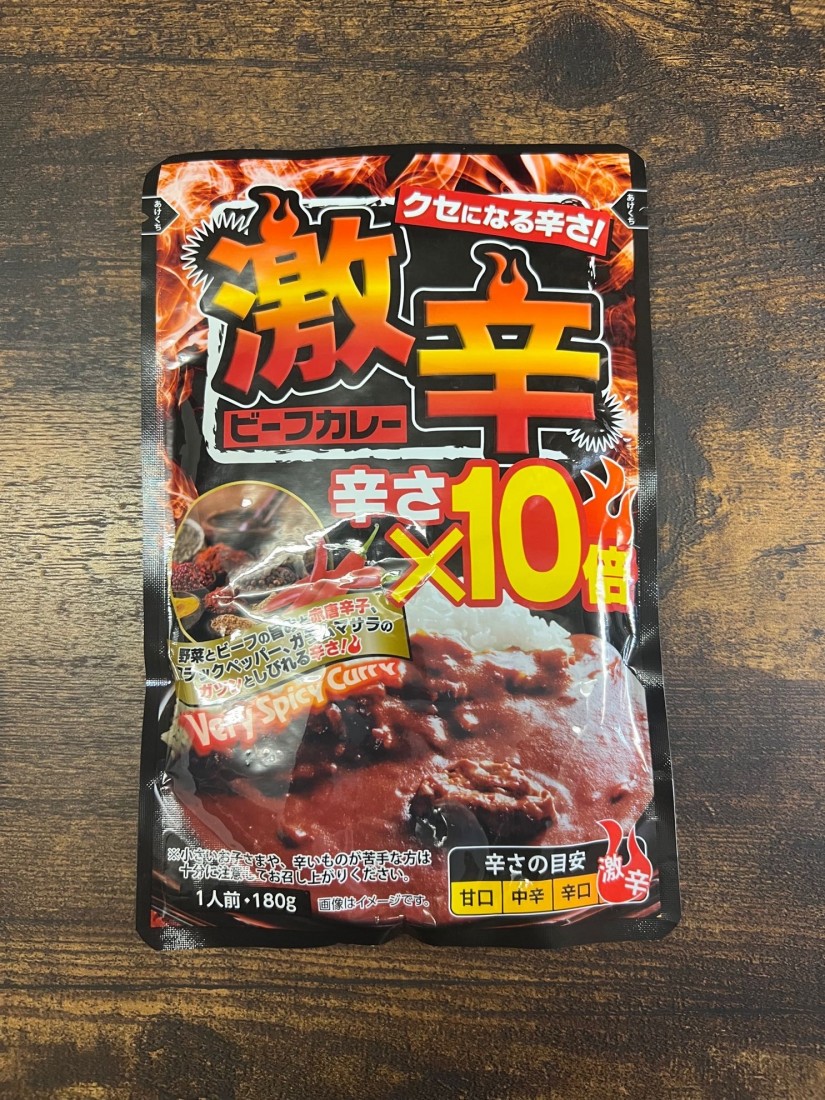 あけくち
あけくち
クセになる辛さ!
激辛
ビーフカレー
辛さ
×10倍
野菜とビーフの旨みと赤唐辛子、
ブラックペッパー、ガラムマサラの
ガツンとしびれる辛さ!
Very Spicy Curry
※小さいお子さまや、辛いものが苦手な方は
十分に注意してお召し上がりください。
1人前・180g
画像はイメージです。
辛さの目安
甘口 中辛 辛口 激辛